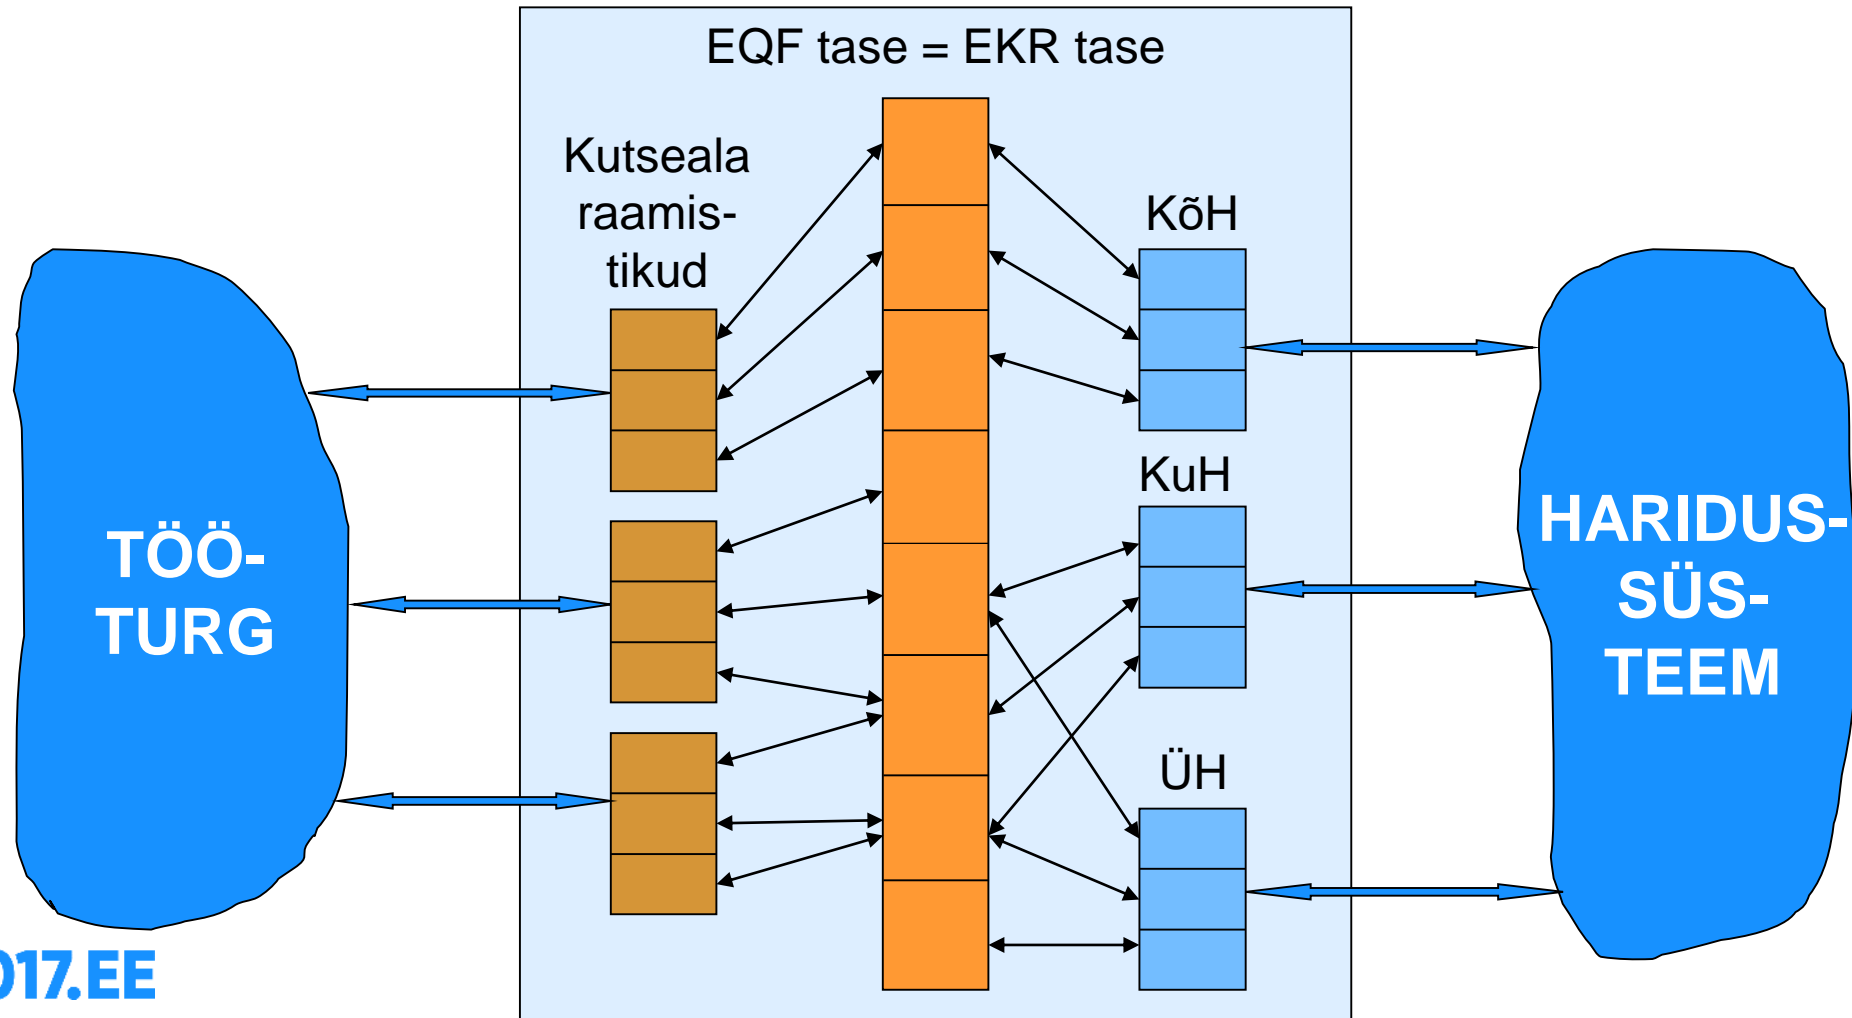 EQF tase = EKR tase
Kutseala
raamis-
tikud
KõH
KuH
ÜH
TÖÖ-
TURG
HARIDUS-
SÜS-
TEEM
017.EE